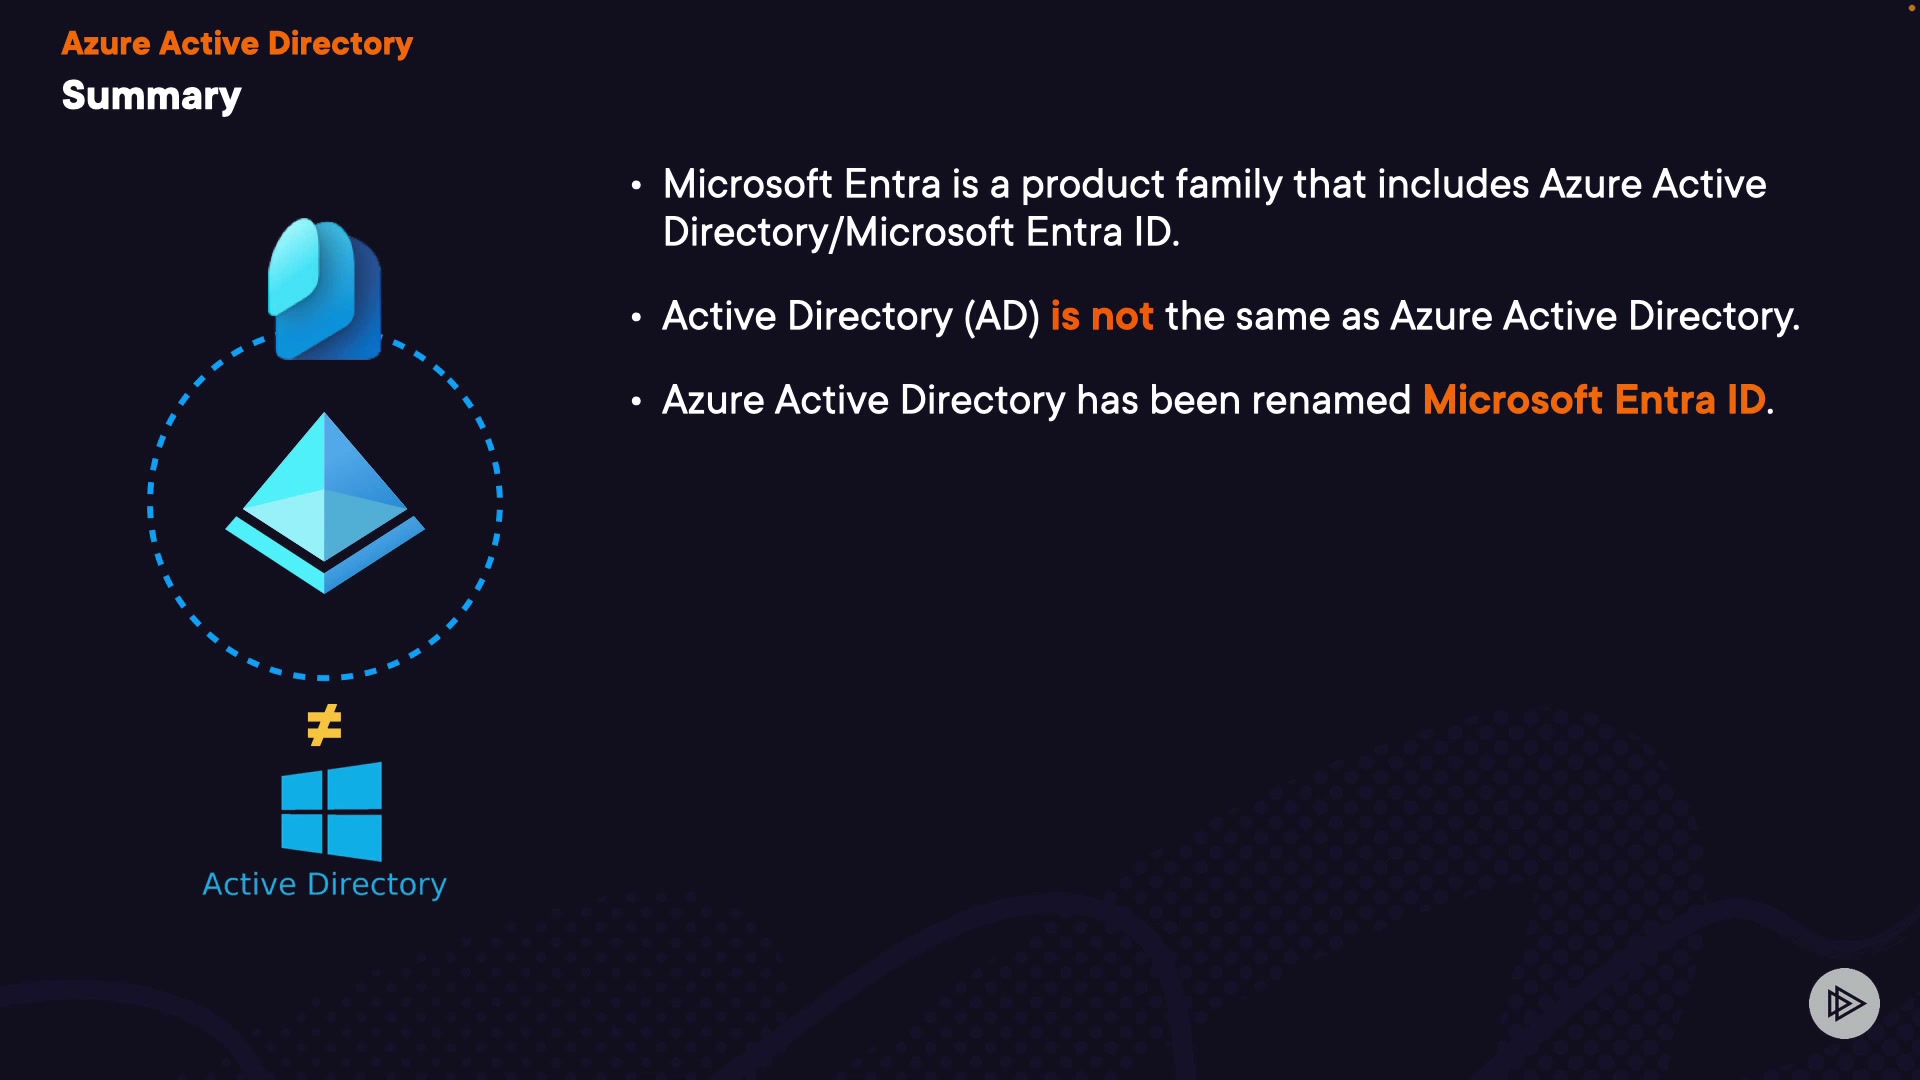 Azure Active Directory
Summary
• Microsoft Entra is a product family that includes Azure Active
Directory/Microsoft Entra ID.
• Active Directory (AD) is not the same as Azure Active Directory.
• Azure Active Directory has been renamed Microsoft Entra ID.
≠
Active Directory